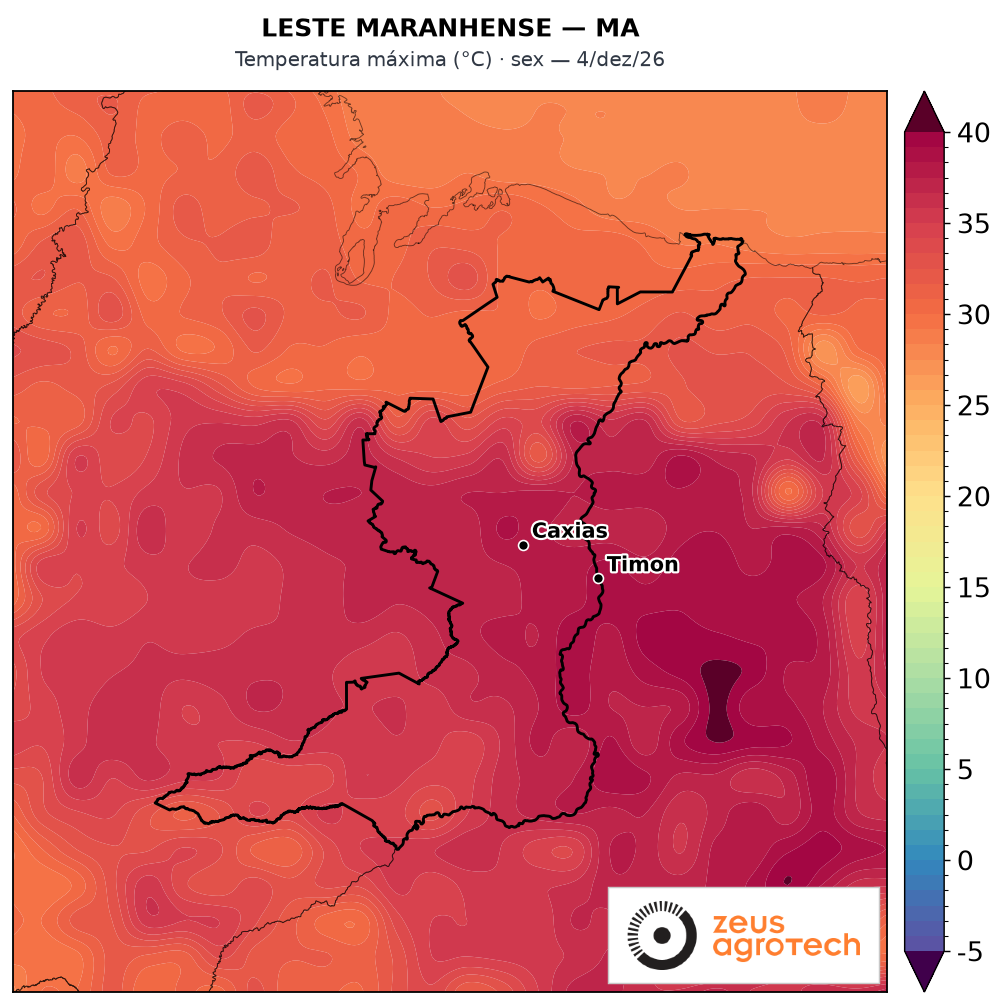 LESTE MARANHENSE — MA
Temperatura máxima (°C) · sex — 4/dez/26
40
35
30
25
20
15
10
5
0
-5
Caxias
Timon
zeus
agrotech